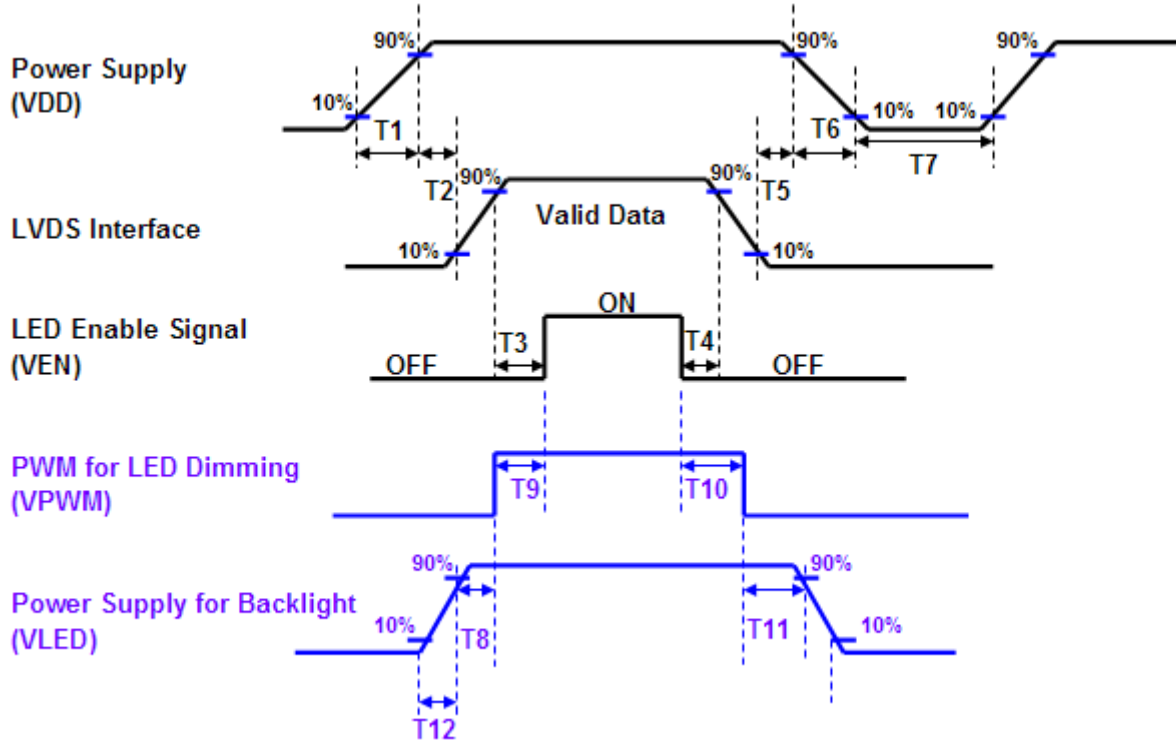 90% 90% 90%
Power Supply
(VDD)
10% 10% 10%
T1 T6
T7
T2 T5
90% 90%
Valid Data
LVDS Interface
10% 10%
ON
LED Enable Signal
(VEN)
T3 T4
OFF OFF
PWM for LED Dimming
(VPWM)
T9 T10
90% 90%
Power Supply for Backlight
(VLED)
10% 10%
T8 T11
T12